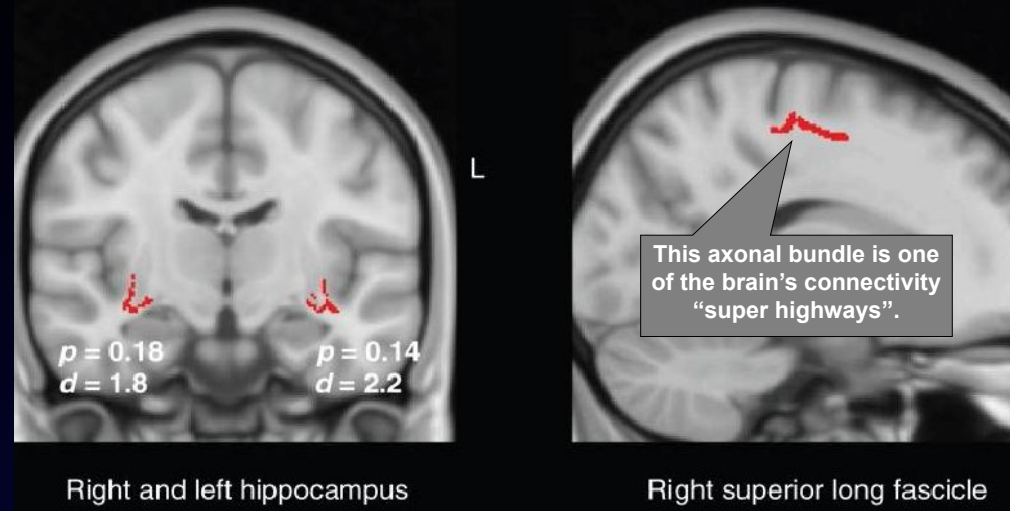 L
This axonal bundle is one
of the brain’s connectivity
“super highways”.
p = 0.18
d = 1.8
p = 0.14
d = 2.2
Right and left hippocampus
Right superior long fascicle